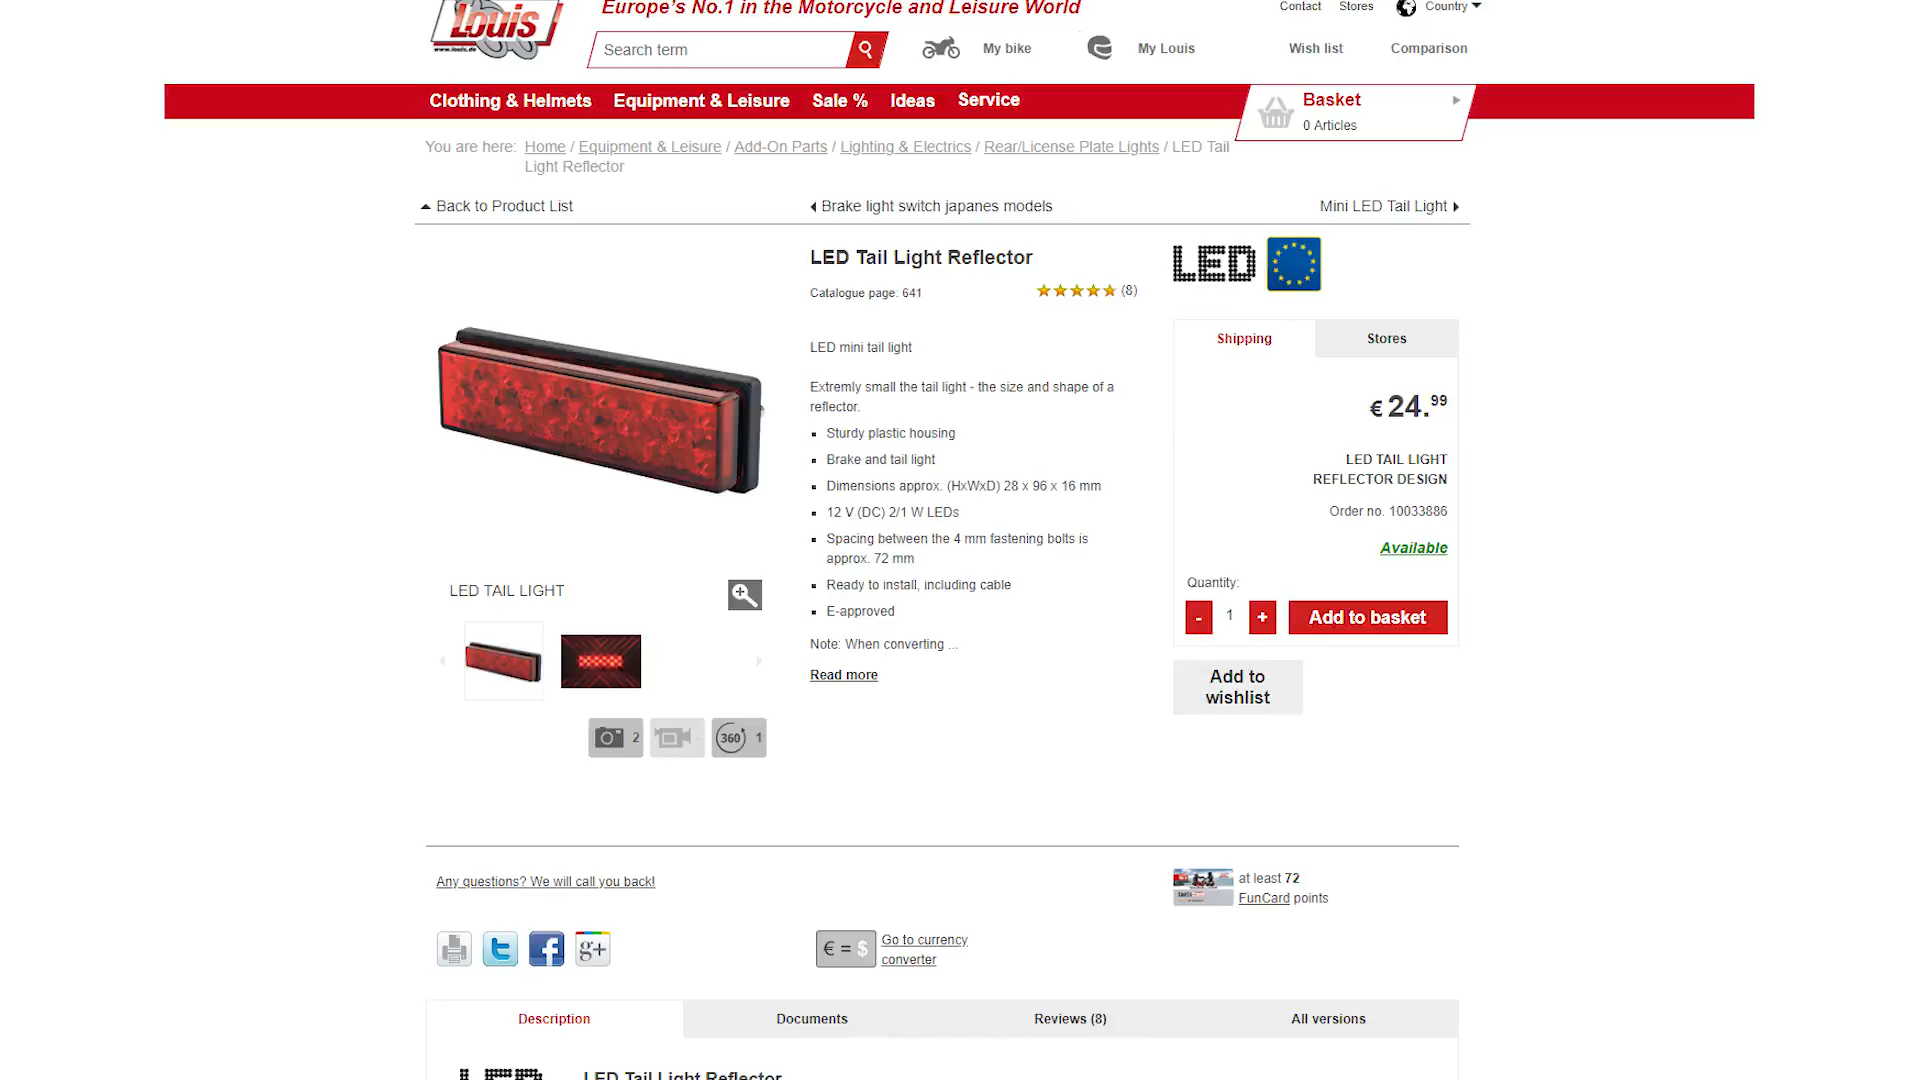 Louis
www.louis.de
Europe's No.1 in the Motorcycle and Leisure World
Contact Stores Country
Search term
My bike My Louis Wish list Comparison
Clothing & Helmets Equipment & Leisure Sale % Ideas Service
Basket
0 Articles
You are here: Home / Equipment & Leisure / Add-On Parts / Lighting & Electrics / Rear/License Plate Lights / LED Tail
Light Reflector
Back to Product List Brake light switch japanes models Mini LED Tail Light
LED Tail Light Reflector
LED
Catalogue page: 641 (8)
Shipping Stores
LED mini tail light
Extremly small the tail light - the size and shape of a
reflector.
Sturdy plastic housing
Brake and tail light
Dimensions approx. (HxWxD) 28 x 96 x 16 mm
12 V (DC) 2/1 W LEDs
Spacing between the 4 mm fastening bolts is
approx. 72 mm
Ready to install, including cable
E-approved
Note: When converting ...
Read more
€ 24.99
LED TAIL LIGHT
REFLECTOR DESIGN
Order no. 10033886
Available
Quantity:
- 1 + Add to basket
Add to
wishlist
LED TAIL LIGHT
2 360° 1
Any questions? We will call you back!
at least 72
FunCard points
g+
€ = $ Go to currency
converter
Description Documents Reviews (8) All versions
LED LED Tail Light Reflector